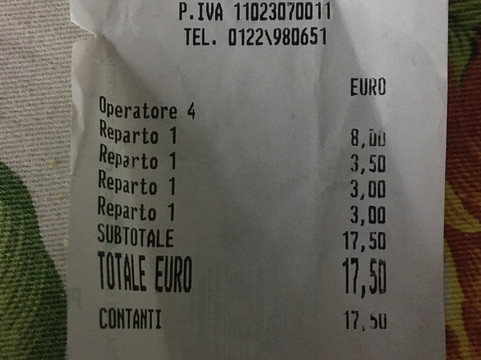 P.IVA 11023070011
TEL. 0122\980651
EURO
Operatore 4
Reparto 1 8,00
Reparto 1 3,50
Reparto 1 3,00
Reparto 1 3,00
SUBTOTALE 17,50
TOTALE EURO 17,50
CONTANTI 17,50